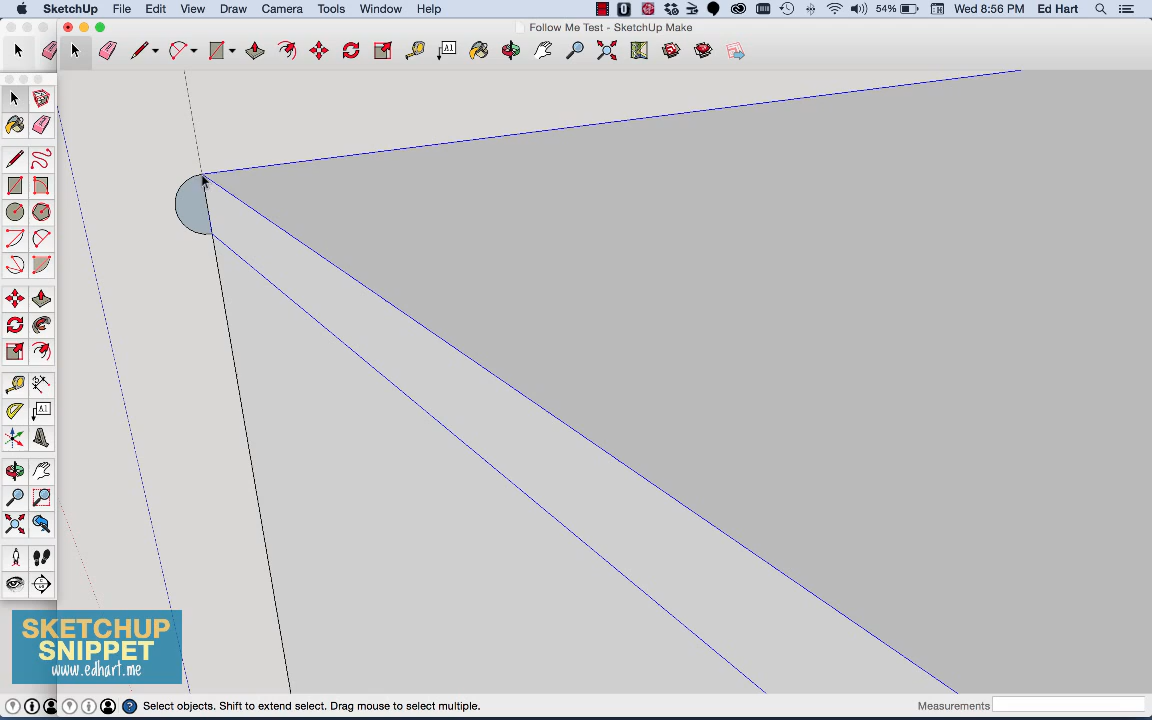 SketchUp File Edit View Draw Camera Tools Window Help 54% Wed 8:56 PM Ed Hart
Follow Me Test - SketchUp Make
A1
A1
SKETCHUP
SNIPPET
www.edhart.me
Select objects. Shift to extend select. Drag mouse to select multiple.
Measurements